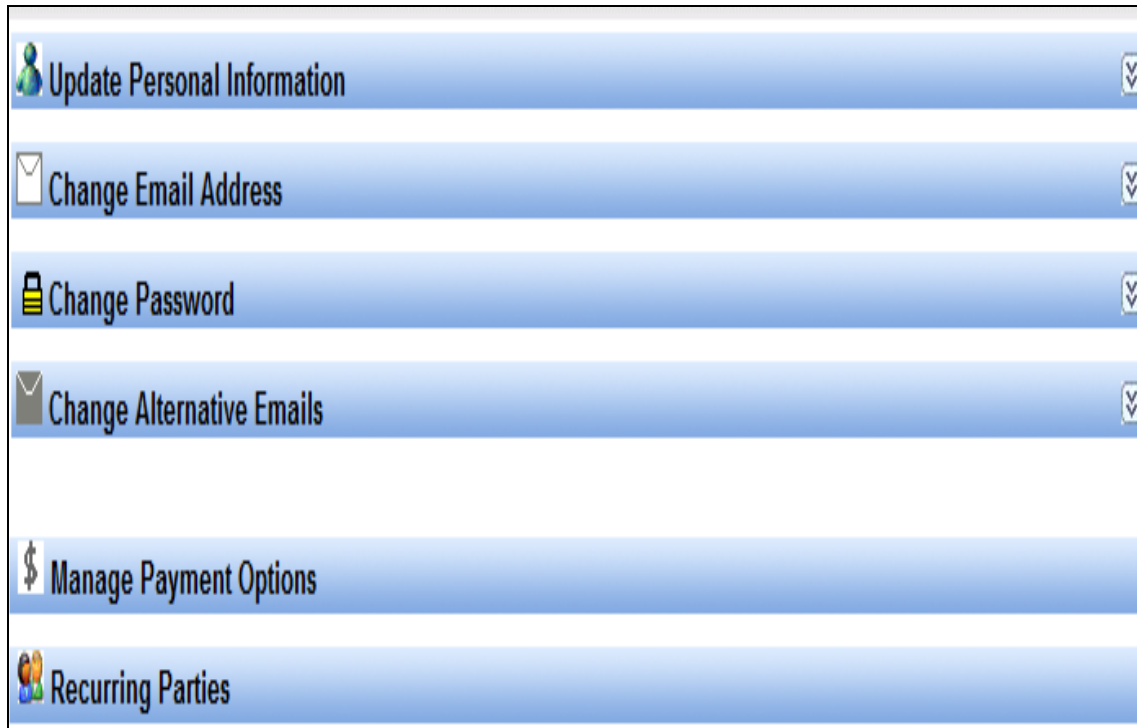 Update Personal Information
Change Email Address
Change Password
Change Alternative Emails
Manage Payment Options
Recurring Parties